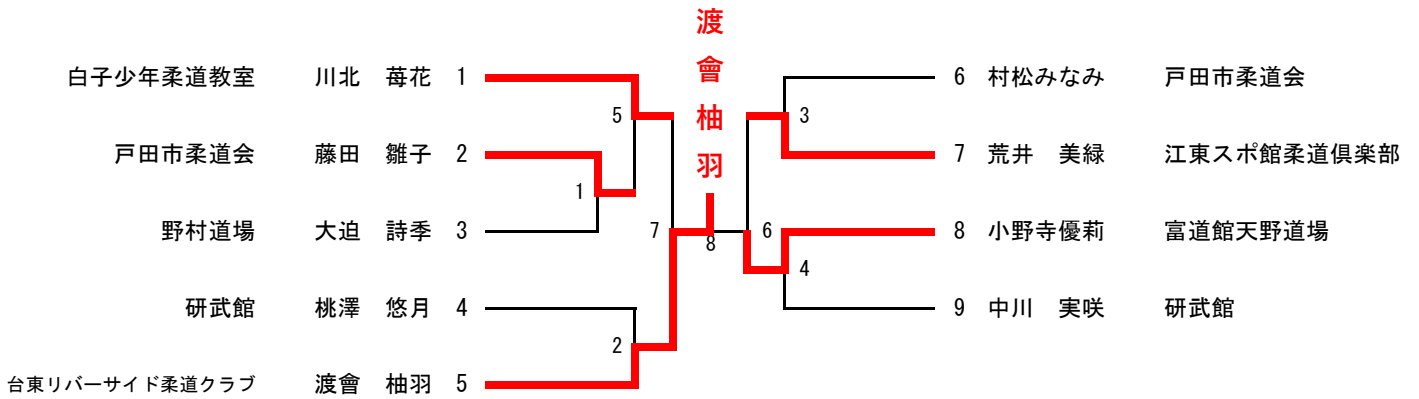 渡會柚羽
白子少年柔道教室 川北 苺花 1
戸田市柔道会 藤田 雛子 2
野村道場 大迫 詩季 3
研武館 桃澤 悠月 4
台東リバーサイド柔道クラブ 渡會 柚羽 5
5
1
2
7
8
6
3
4
6 村松みなみ 戸田市柔道会
7 荒井 美緑 江東スポ館柔道倶楽部
8 小野寺優莉 富道館天野道場
9 中川 実咲 研武館